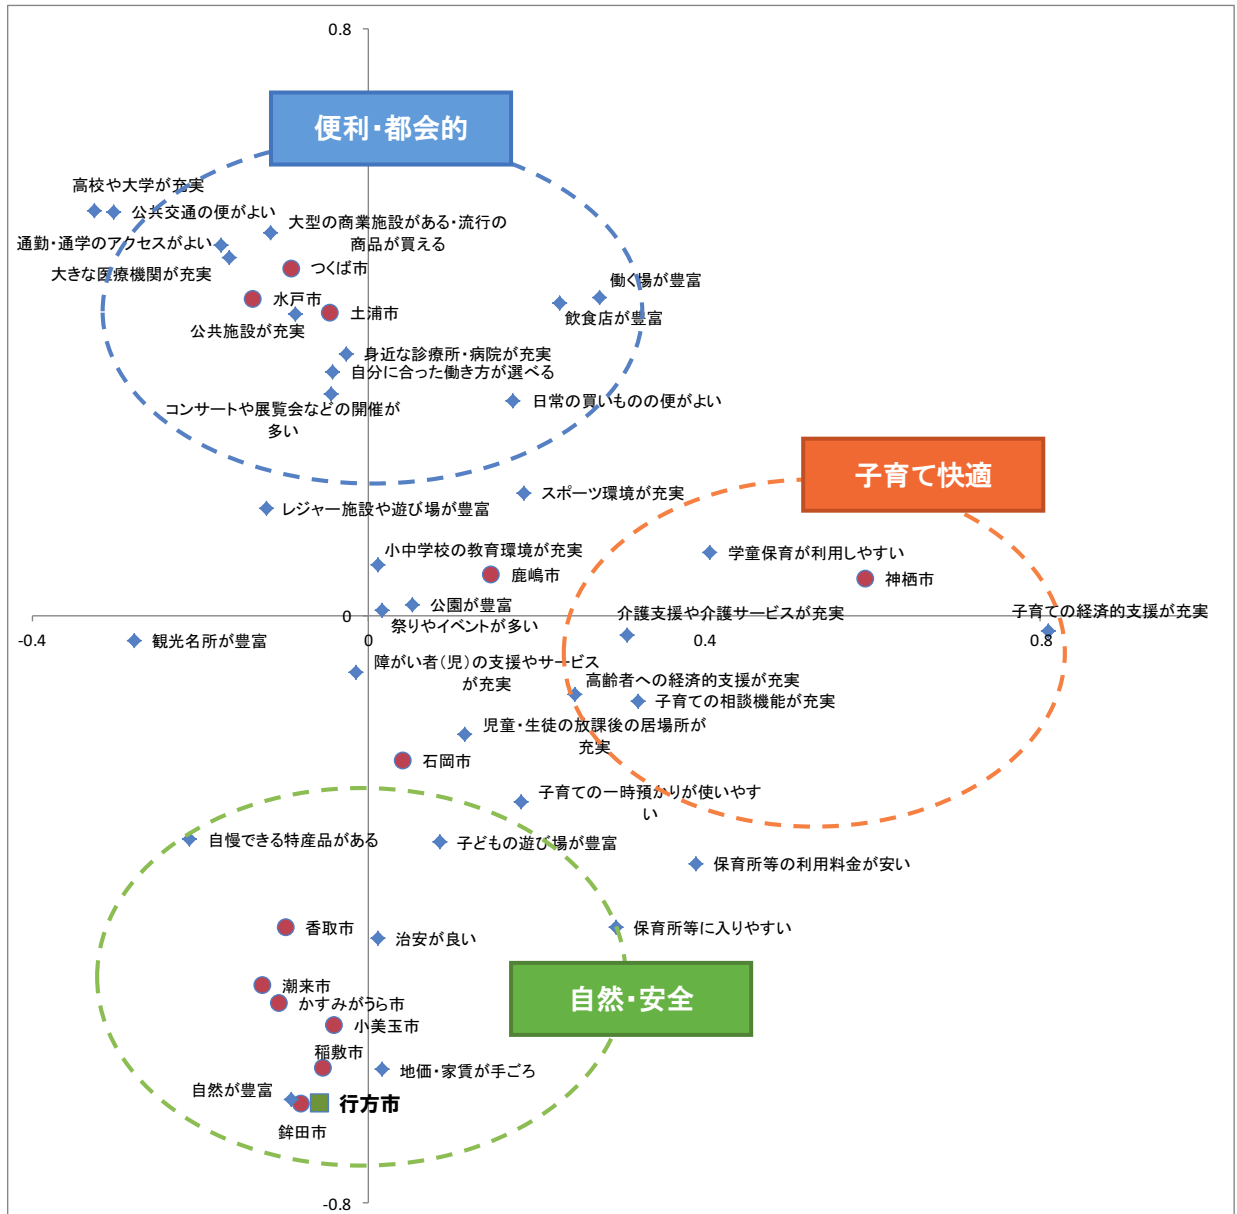 0.8
便利・都会的
高校や大学が充実
公共交通の便がよい
大型の商業施設がある・流行の
商品が買える
通勤・通学のアクセスがよい
大きな医療機関が充実
つくば市
働く場が豊富
水戸市
土浦市
飲食店が豊富
公共施設が充実
身近な診療所・病院が充実
自分に合った働き方が選べる
日常の買いものの便がよい
コンサートや展覧会などの開催が
多い
子育て快適
スポーツ環境が充実
レジャー施設や遊び場が豊富
小中学校の教育環境が充実
学童保育が利用しやすい
鹿嶋市
神栖市
公園が豊富
介護支援や介護サービスが充実
子育ての経済的支援が充実
祭りやイベントが多い
-0.4
0
0
0.4
0.8
観光名所が豊富
障がい者（児）の支援やサービス
が充実
高齢者への経済的支援が充実
子育ての相談機能が充実
児童・生徒の放課後の居場所が
充実
石岡市
子育ての一時預かりが使いやす
い
自慢できる特産品がある
子どもの遊び場が豊富
保育所等の利用料金が安い
香取市
治安が良い
保育所等に入りやすい
潮来市
自然・安全
かすみがうら市
小美玉市
稲敷市
地価・家賃が手ごろ
自然が豊富
行方市
鉾田市
-0.8